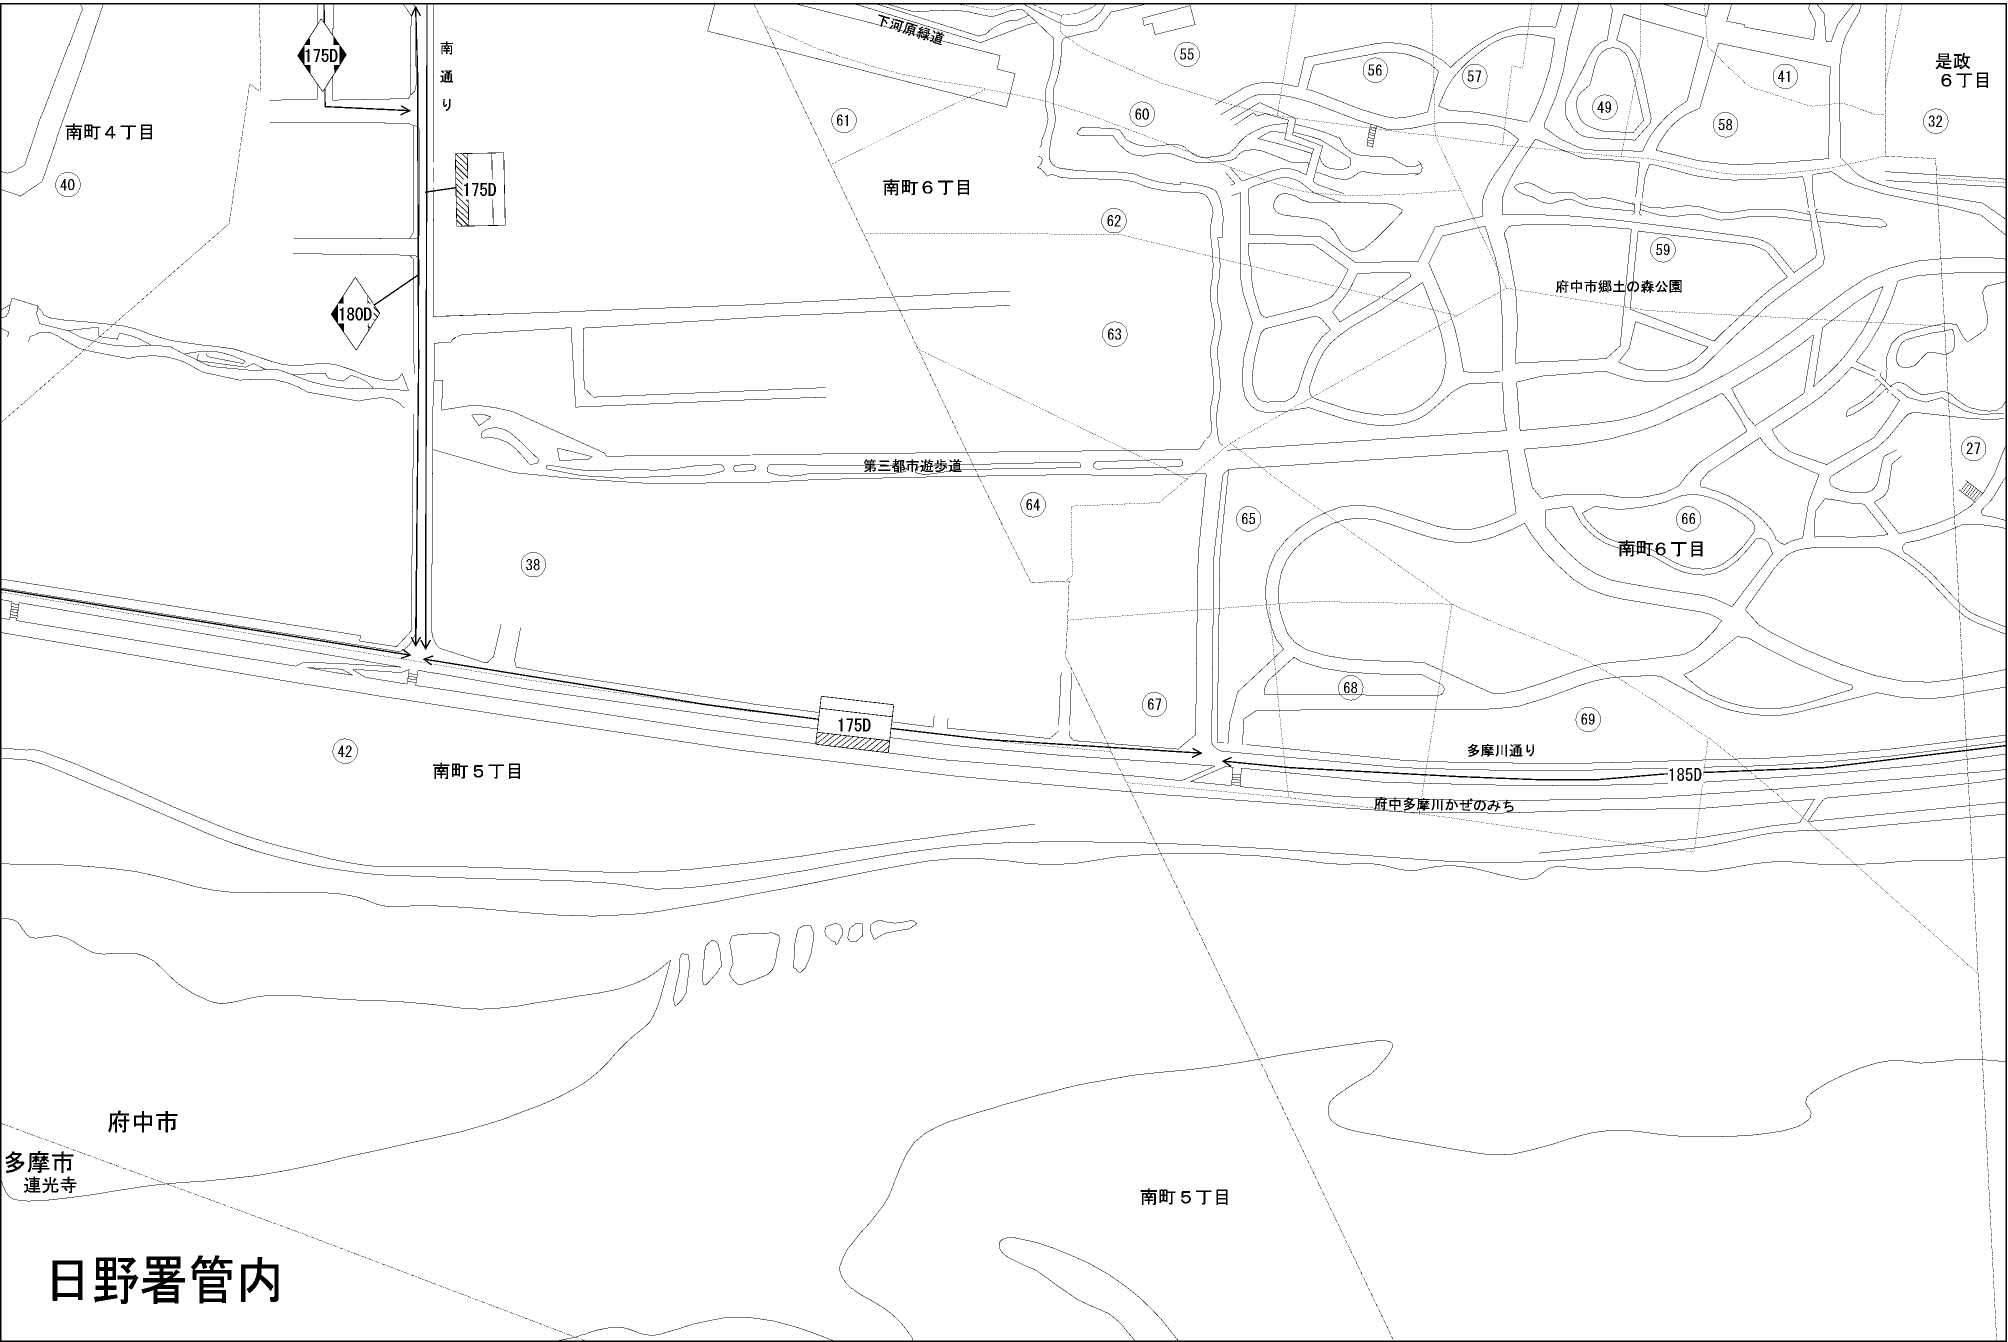 175D
南通り
下河原緑道
55
56
57
49
41
58
是政
６丁目
32
南町４丁目
40
61
60
175D
南町６丁目
62
59
府中市郷土の森公園
180D
63
第三都市遊歩道
64
65
66
南町６丁目
27
38
67
68
69
175D
多摩川通り
185D
府中多摩川かぜのみち
42
南町５丁目
府中市
多摩市
連光寺
南町５丁目
日野署管内